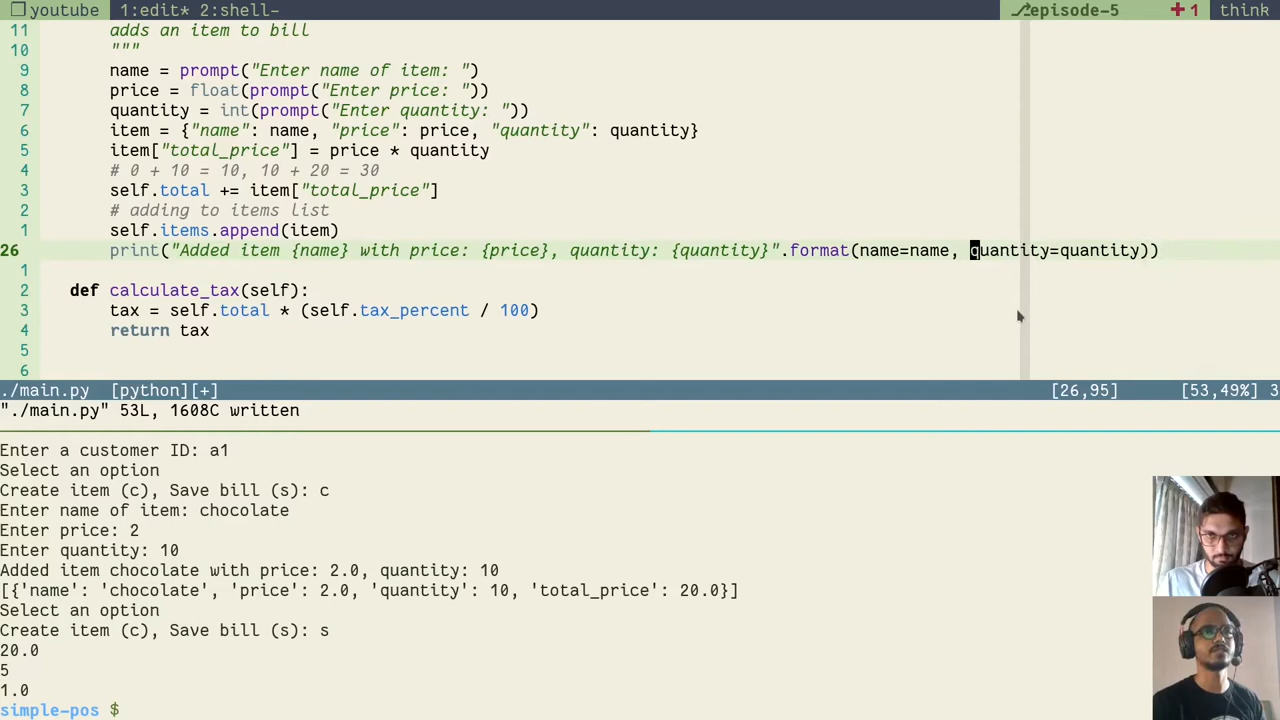 ❐ youtube 1:edit* 2:shell- ⎇episode-5 ✚ 1 think
11 adds an item to bill
10 """
9 name = prompt("Enter name of item: ")
8 price = float(prompt("Enter price: "))
7 quantity = int(prompt("Enter quantity: "))
6 item = {"name": name, "price": price, "quantity": quantity}
5 item["total_price"] = price * quantity
4 # 0 + 10 = 10, 10 + 20 = 30
3 self.total += item["total_price"]
2 # adding to items list
1 self.items.append(item)
26 print("Added item {name} with price: {price}, quantity: {quantity}".format(name=name, quantity=quantity))
1
2 def calculate_tax(self):
3 tax = self.total * (self.tax_percent / 100)
4 return tax
5
6
./main.py [python][+] [26,95] [53,49%] 3
"./main.py" 53L, 1608C written
Enter a customer ID: a1
Select an option
Create item (c), Save bill (s): c
Enter name of item: chocolate
Enter price: 2
Enter quantity: 10
Added item chocolate with price: 2.0, quantity: 10
[{'name': 'chocolate', 'price': 2.0, 'quantity': 10, 'total_price': 20.0}]
Select an option
Create item (c), Save bill (s): s
20.0
5
1.0
simple-pos $